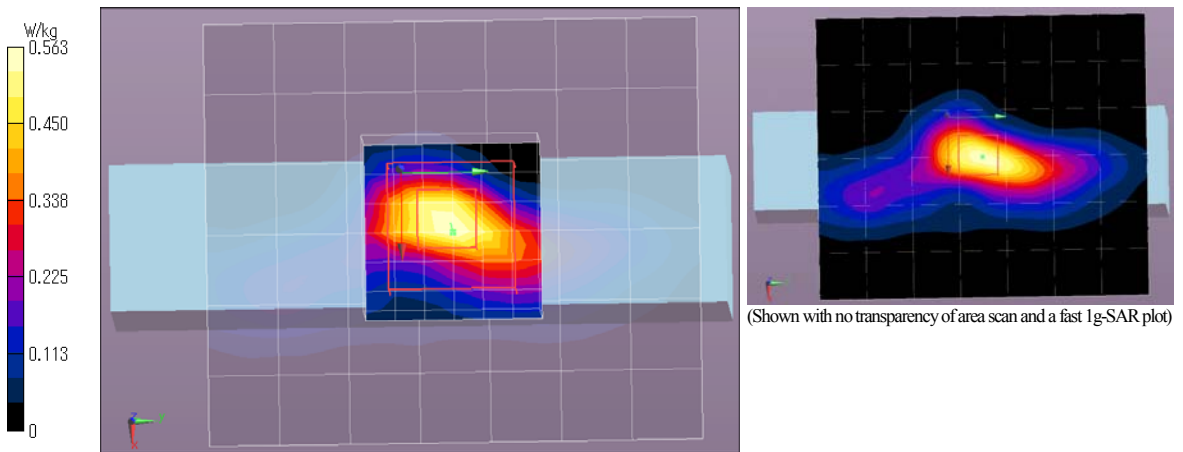 W/kg
0.563
0.450
0.338
0.225
0.113
0
(Shown with no transparency of area scan and a fast 1g-SAR plot)
Z
X